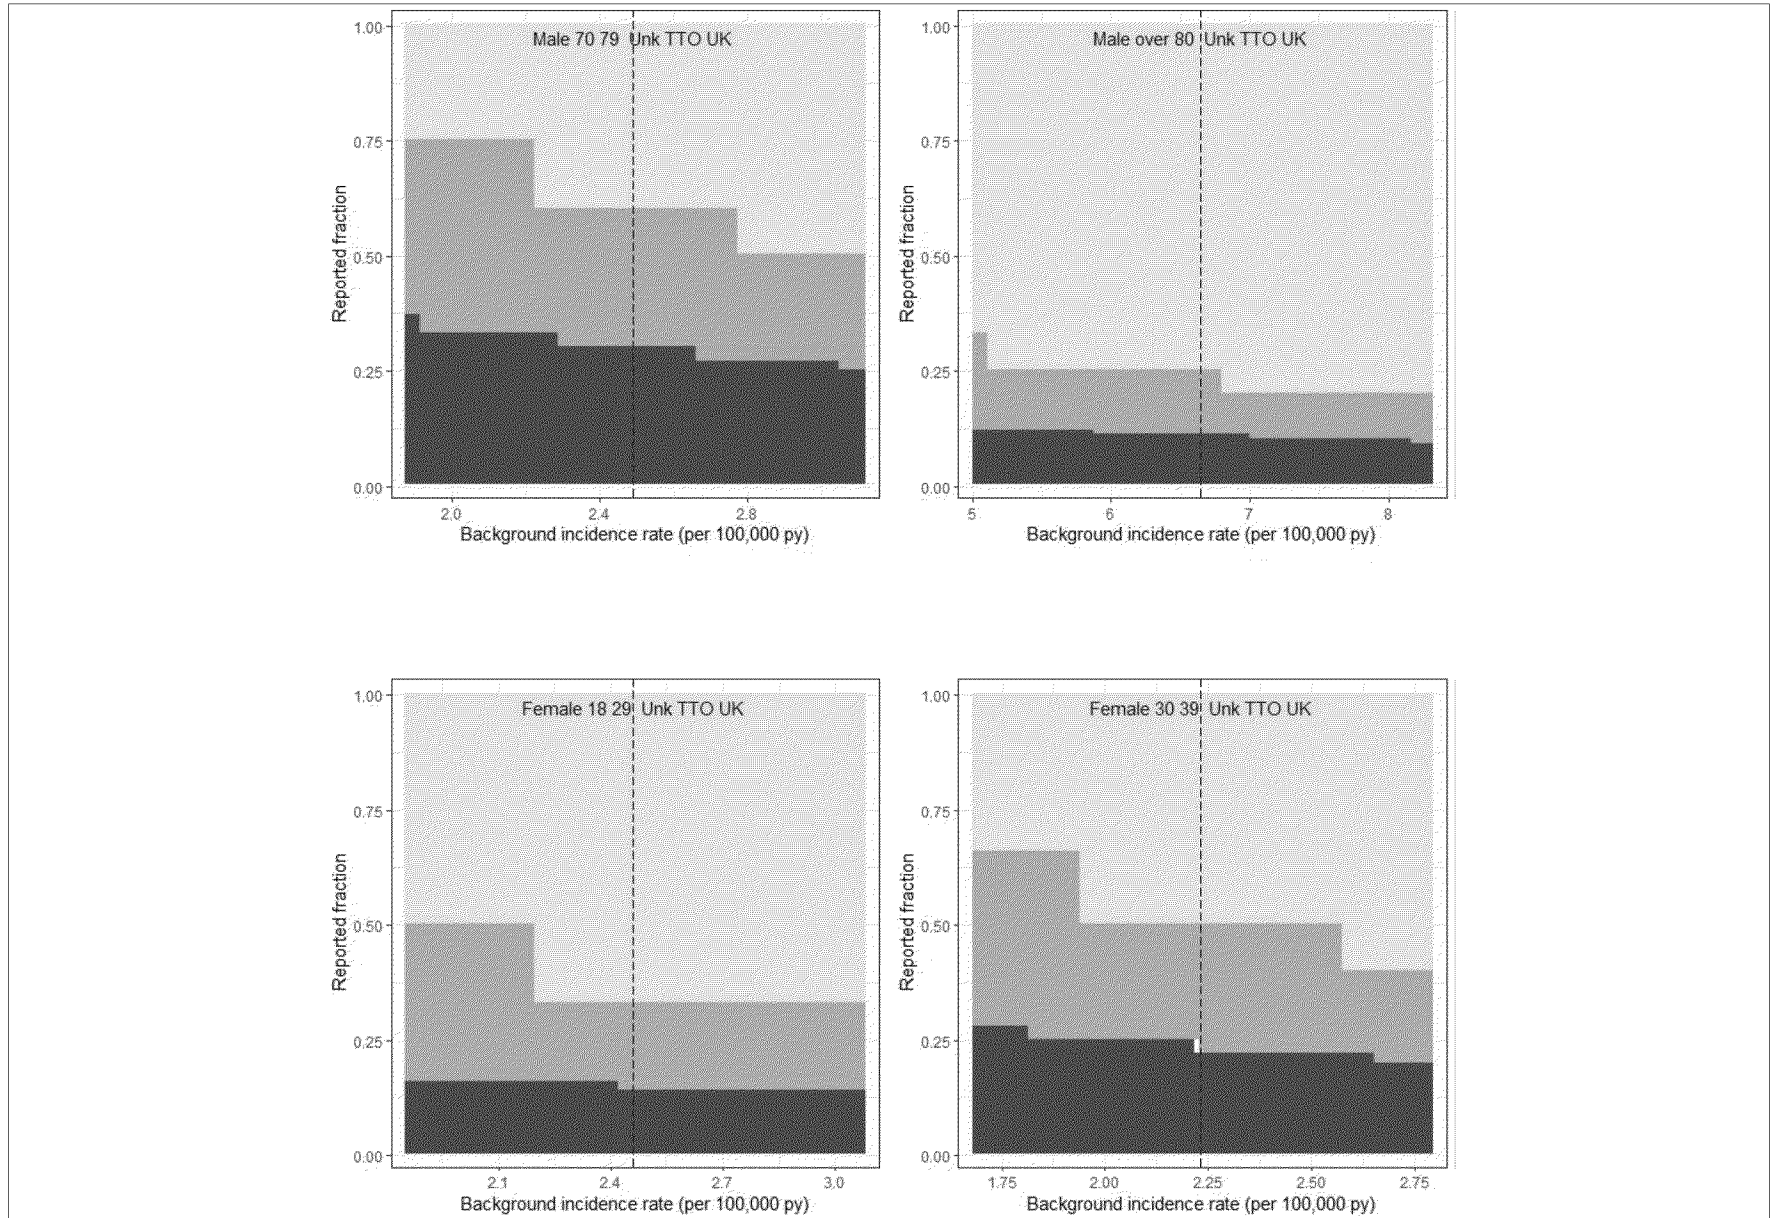 Male 70 79 Unk TTO UK
1.00
0.75
0.50
0.25
0.00
Reported fraction
2.0 2.4 2.8
Background incidence rate (per 100,000 py)
Male over 80 Unk TTO UK
1.00
0.75
0.50
0.25
0.00
Reported fraction
5 6 7 8
Background incidence rate (per 100,000 py)
Female 18 29 Unk TTO UK
1.00
0.75
0.50
0.25
0.00
Reported fraction
2.1 2.4 2.7 3.0
Background incidence rate (per 100,000 py)
Female 30 39 Unk TTO UK
1.00
0.75
0.50
0.25
0.00
Reported fraction
1.75 2.00 2.25 2.50 2.75
Background incidence rate (per 100,000 py)